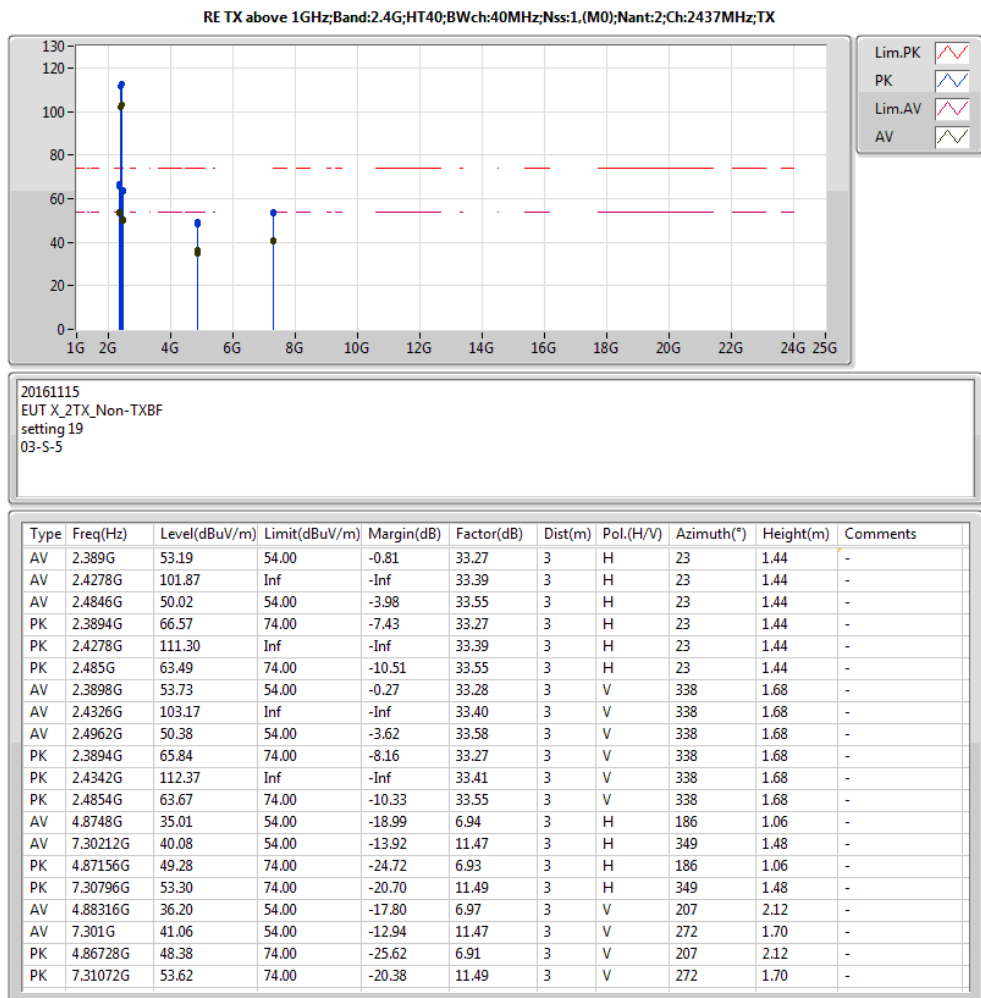 RE TX above 1GHz;Band:2.4G;HT40;BWch:40MHz;Nss:1,(M0);Nant:2;Ch:2437MHz;TX
130
120
100
80
60
40
20
0
1G 2G 4G 6G 8G 10G 12G 14G 16G 18G 20G 22G 24G 25G
Lim.PK
PK
Lim.AV
AV
20161115
EUT X_2TX_Non-TXBF
setting 19
03-S-5
Type Freq(Hz) Level(dBuV/m) Limit(dBuV/m) Margin(dB) Factor(dB) Dist(m) Pol.(H/V) Azimuth(°) Height(m) Comments
AV 2.389G 53.19 54.00 -0.81 33.27 3 H 23 1.44 -
AV 2.4278G 101.87 Inf -Inf 33.39 3 H 23 1.44 -
AV 2.4846G 50.02 54.00 -3.98 33.55 3 H 23 1.44 -
PK 2.3894G 66.57 74.00 -7.43 33.27 3 H 23 1.44 -
PK 2.4278G 111.30 Inf -Inf 33.39 3 H 23 1.44 -
PK 2.485G 63.49 74.00 -10.51 33.55 3 H 23 1.44 -
AV 2.3898G 53.73 54.00 -0.27 33.28 3 V 338 1.68 -
AV 2.4326G 103.17 Inf -Inf 33.40 3 V 338 1.68 -
AV 2.4962G 50.38 54.00 -3.62 33.58 3 V 338 1.68 -
PK 2.3894G 65.84 74.00 -8.16 33.27 3 V 338 1.68 -
PK 2.4342G 112.37 Inf -Inf 33.41 3 V 338 1.68 -
PK 2.4854G 63.67 74.00 -10.33 33.55 3 V 338 1.68 -
AV 4.8748G 35.01 54.00 -18.99 6.94 3 H 186 1.06 -
AV 7.30212G 40.08 54.00 -13.92 11.47 3 H 349 1.48 -
PK 4.87156G 49.28 74.00 -24.72 6.93 3 H 186 1.06 -
PK 7.30796G 53.30 74.00 -20.70 11.49 3 H 349 1.48 -
AV 4.88316G 36.20 54.00 -17.80 6.97 3 V 207 2.12 -
AV 7.301G 41.06 54.00 -12.94 11.47 3 V 272 1.70 -
PK 4.86728G 48.38 74.00 -25.62 6.91 3 V 207 2.12 -
PK 7.31072G 53.62 74.00 -20.38 11.49 3 V 272 1.70 -